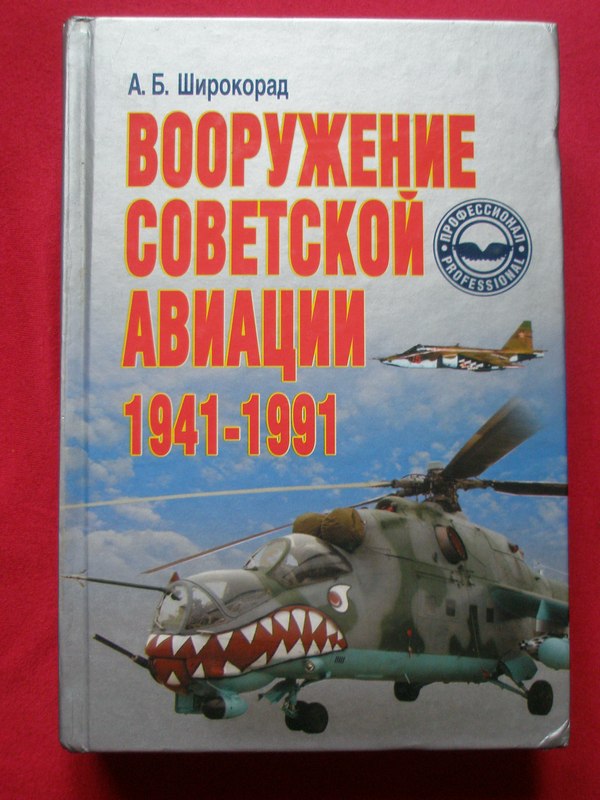 А. Б. Широкорад
ВООРУЖЕНИЕ
СОВЕТСКОЙ
АВИАЦИИ
1941-1991
ПРОФЕССИОНАЛ
PROFESSIONAL